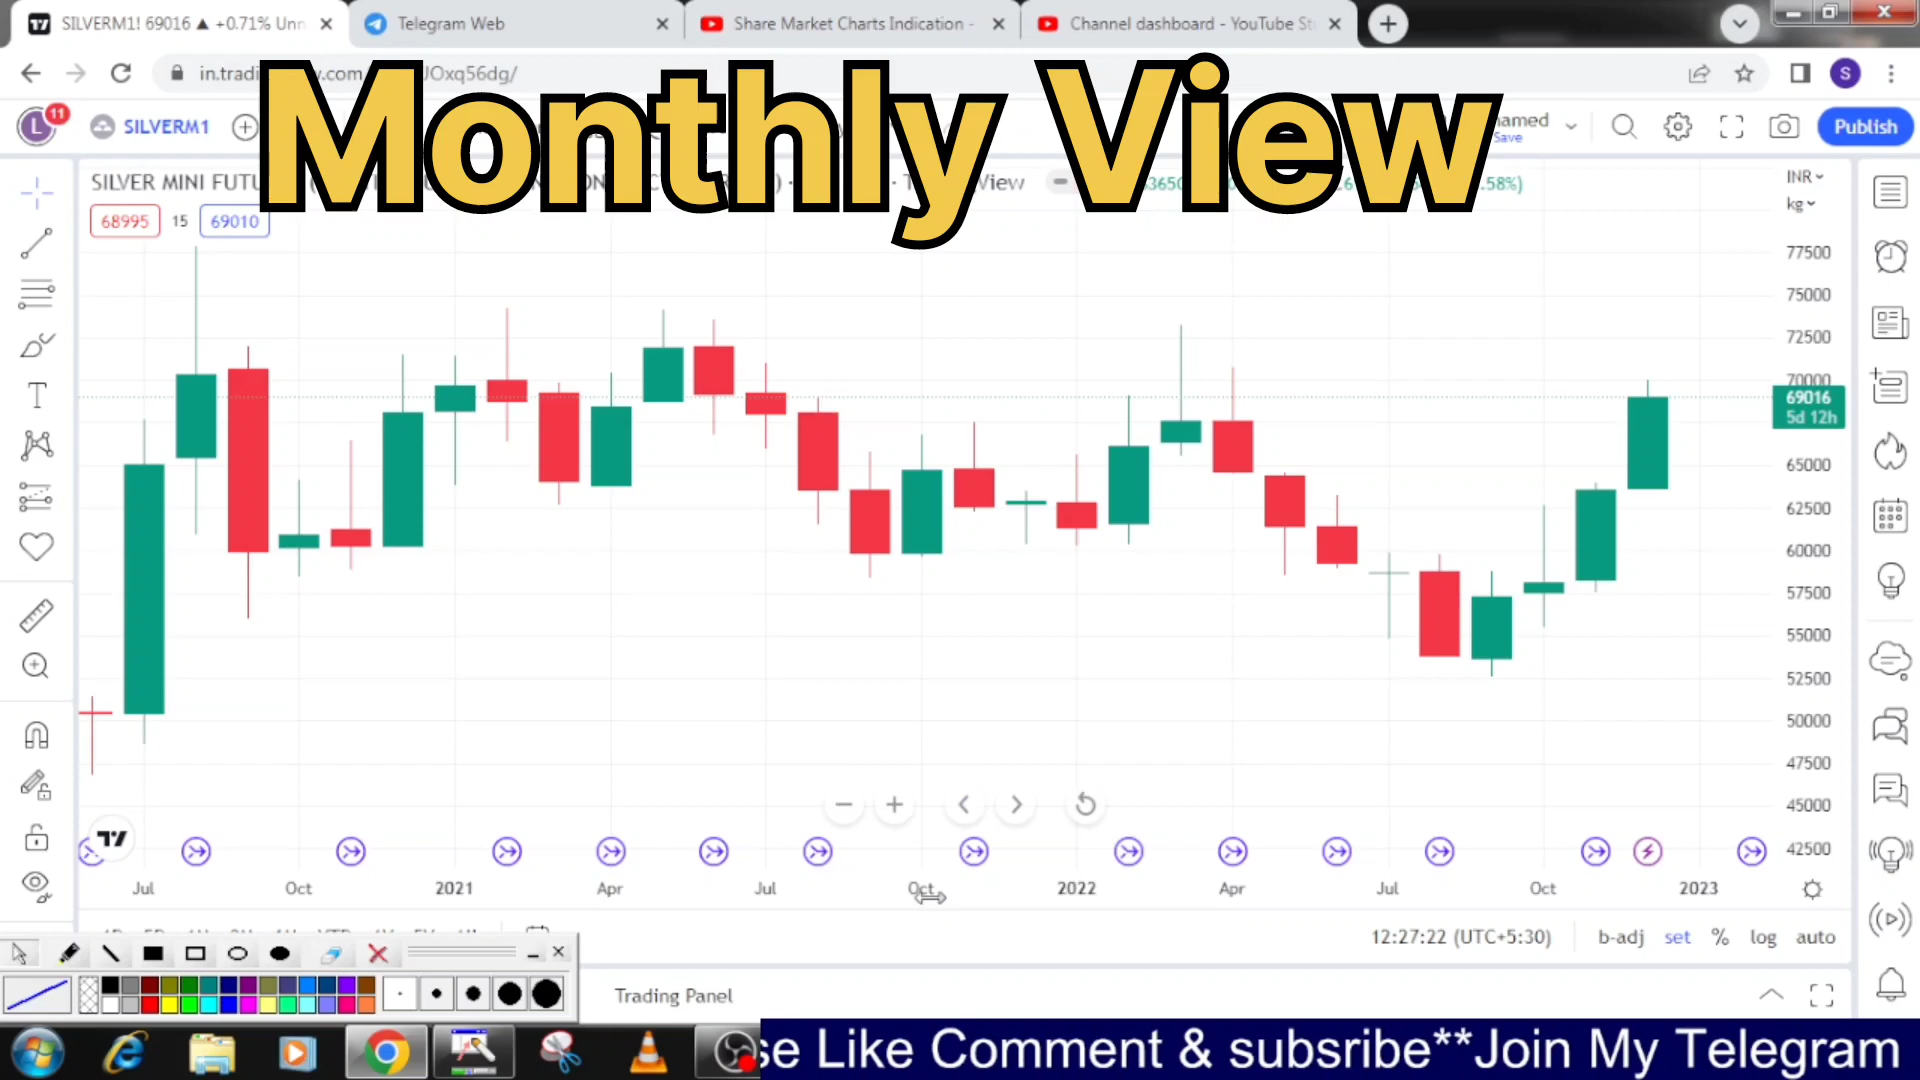 SILVERM1! 69016 ▲ +0.71% Unn
Telegram Web
Share Market Charts Indication -
Channel dashboard - YouTube St
in.tradi
JOxq56dg/
S
L
11
SILVERM1
Monthly View
named
Save
Publish
SILVER MINI FUTU
View
INR
kg
68995
15
69010
77500
75000
72500
70000
69016
5d 12h
65000
62500
60000
57500
55000
52500
50000
47500
45000
42500
Jul
Oct
2021
Apr
Jul
Oct
2022
Apr
Jul
Oct
2023
12:27:22 (UTC+5:30)
b-adj
set
%
log
auto
Trading Panel
se Like Comment & subsribe**Join My Telegram